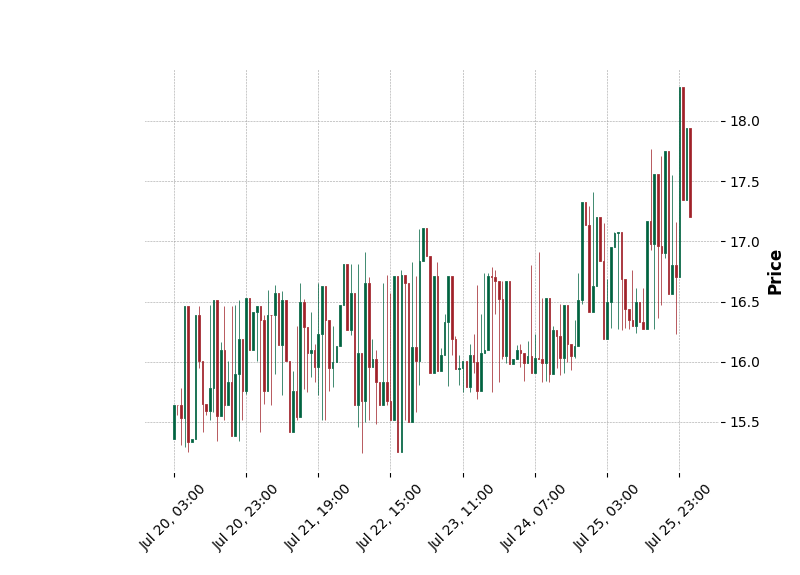 18.0
17.5
17.0
16.5
16.0
15.5
Price
Jul 20, 03:00
Jul 20, 23:00
Jul 21, 19:00
Jul 22, 15:00
Jul 23, 11:00
Jul 24, 07:00
Jul 25, 03:00
Jul 25, 23:00